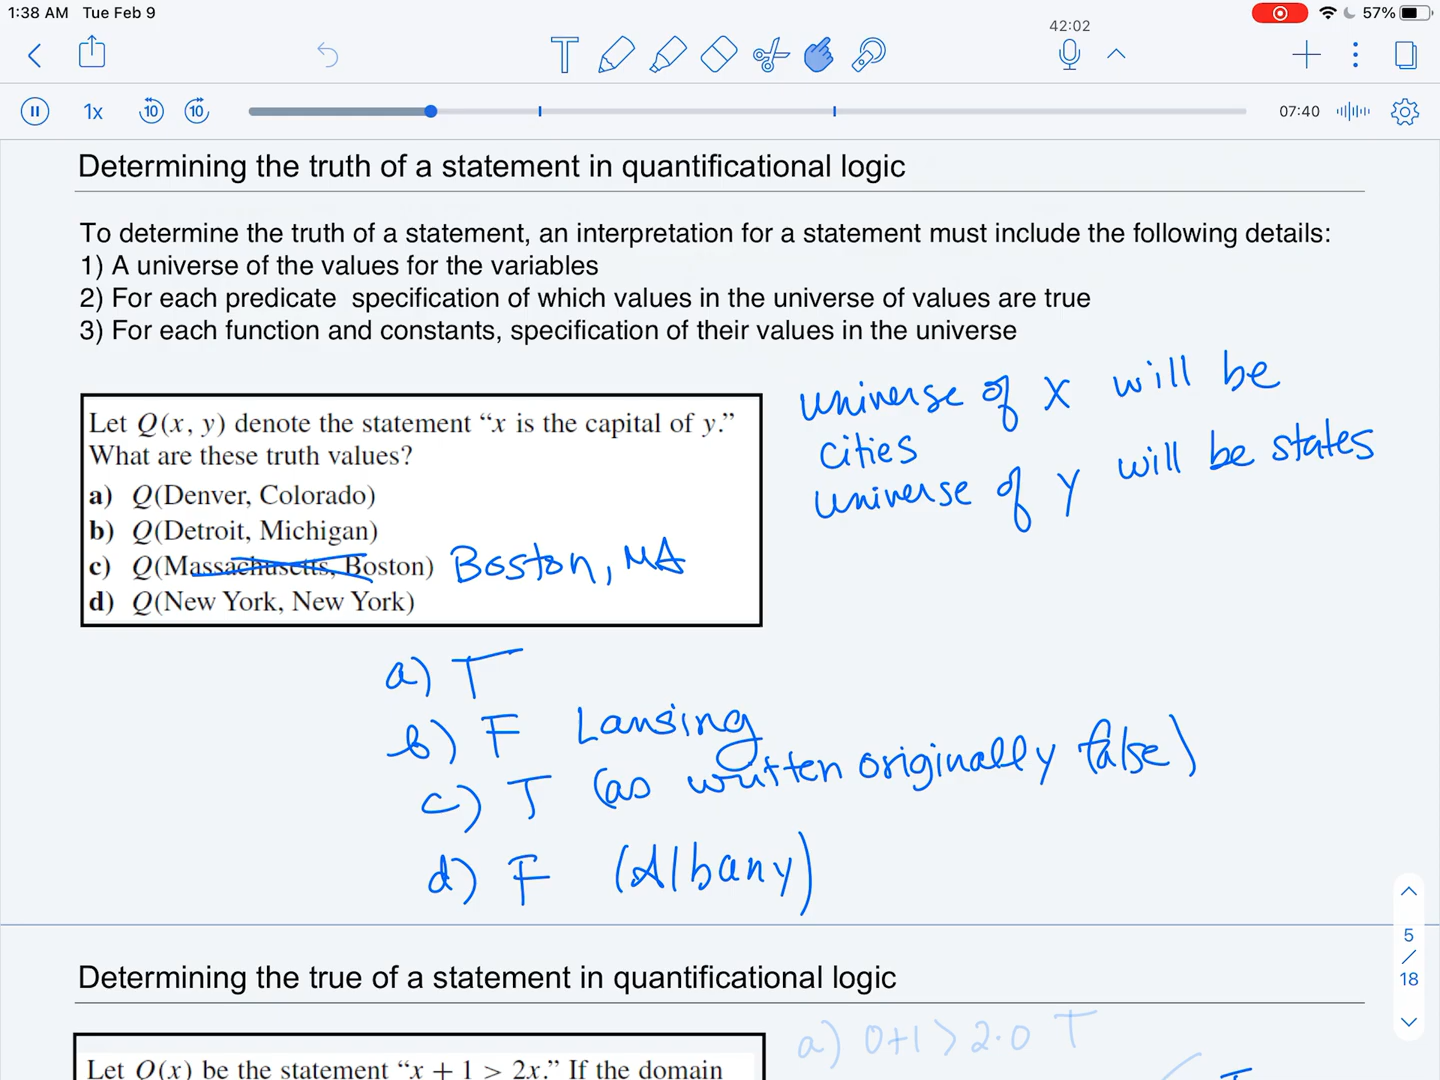 1:38 AM Tue Feb 9
57%
42:02
1x
10
10
07:40
Determining the truth of a statement in quantificational logic
To determine the truth of a statement, an interpretation for a statement must include the following details:
1) A universe of the values for the variables
2) For each predicate specification of which values in the universe of values are true
3) For each function and constants, specification of their values in the universe
Let Q(x, y) denote the statement “x is the capital of y.”
What are these truth values?
a) Q(Denver, Colorado)
b) Q(Detroit, Michigan)
c) Q(Massachusetts, Boston) Boston, MA
d) Q(New York, New York)
universe of x will be
cities
universe of y will be states
a) T
b) F Lansing
c) T (as written originally false)
d) F (Albany)
5
/
18
Determining the true of a statement in quantificational logic
a) 0+1 > 2·0 T
Let Q(x) be the statement “x + 1 > 2x.” If the domain